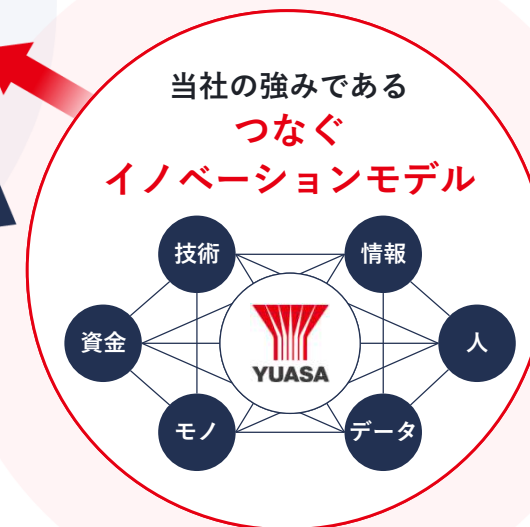 当社の強みである
つなぐ
イノベーションモデル
技術
情報
資金
YUASA
人
モノ
データ